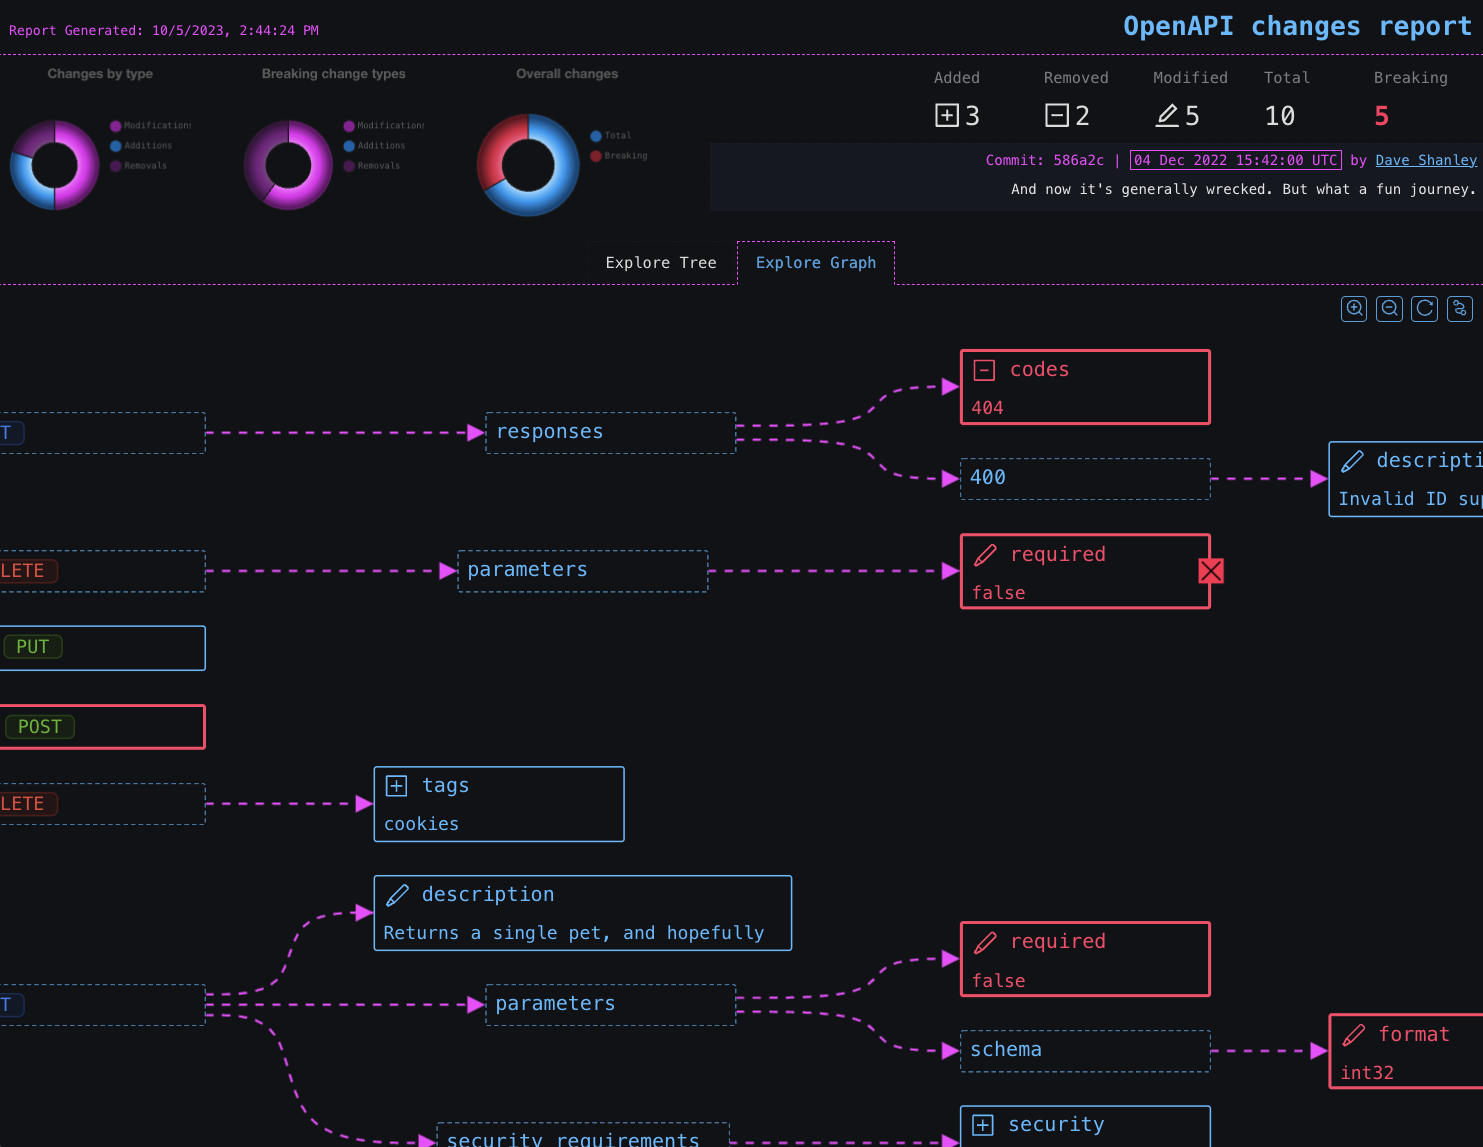 Report Generated: 10/5/2023, 2:44:24 PM
OpenAPI changes report
Changes by type
Modifications
Additions
Removals
Breaking change types
Modifications
Additions
Removals
Overall changes
Total
Breaking
Added Removed Modified Total Breaking
3 2 5 10 5
Commit: 586a2c | 04 Dec 2022 15:42:00 UTC by Dave Shanley
And now it's generally wrecked. But what a fun journey.
Explore Tree
Explore Graph
codes
404
T
responses
400
descripti
Invalid ID sup
LETE
parameters
required
false
PUT
POST
LETE
tags
cookies
description
Returns a single pet, and hopefully
T
parameters
required
false
schema
format
int32
security requirements
security